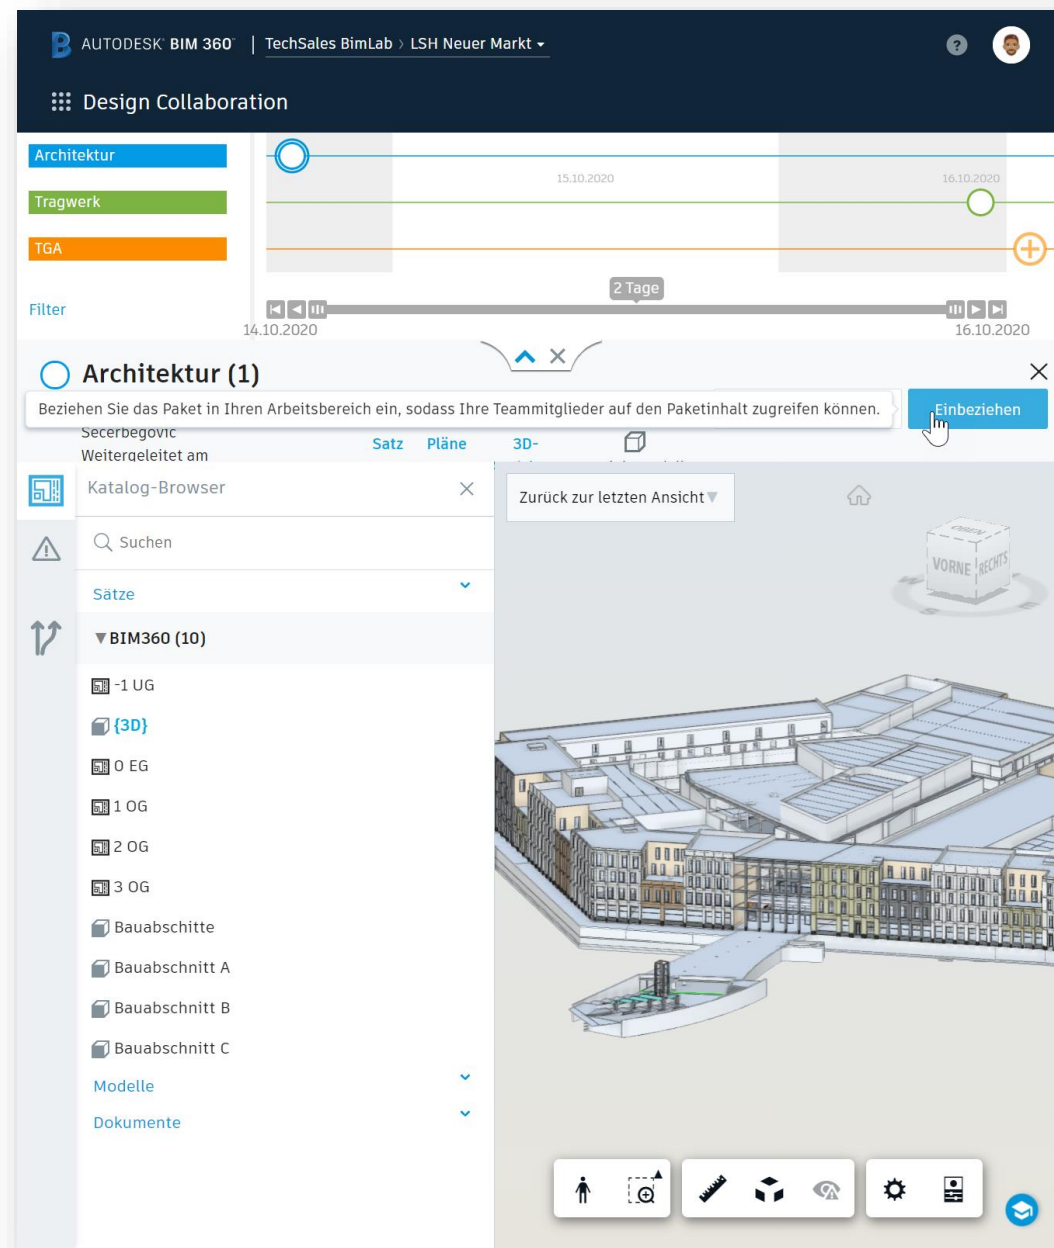 AUTODESK® BIM 360™ | TechSales BimLab > LSH Neuer Markt
Design Collaboration
Architektur
15.10.2020 16.10.2020
Tragwerk
TGA
2 Tage
Filter
14.10.2020 16.10.2020
Architektur (1)
Beziehen Sie das Paket in Ihren Arbeitsbereich ein, sodass Ihre Teammitglieder auf den Paketinhalt zugreifen können.
Einbeziehen
Secerbegovic
Satz Pläne 3D-
Weitergeleitet am
Katalog-Browser
Zurück zur letzten Ansicht
Suchen
OBEN
VORNE RECHTS
Sätze
BIM360 (10)
-1 UG
{3D}
0 EG
1 OG
2 OG
3 OG
Bauabschitte
Bauabschnitt A
Bauabschnitt B
Bauabschnitt C
Modelle
Dokumente